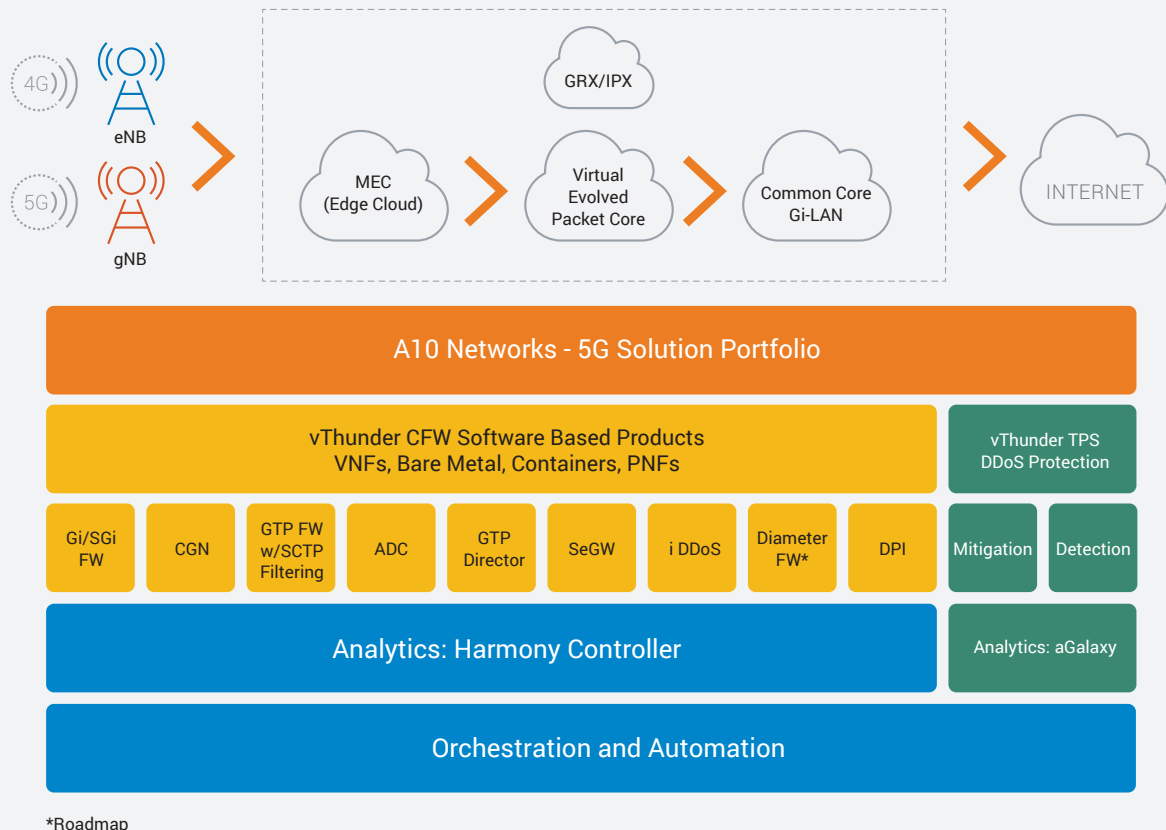 4G
eNB
5G
gNB
GRX/IPX
MEC
(Edge Cloud)
Virtual
Evolved
Packet Core
Common Core
Gi-LAN
INTERNET
A10 Networks - 5G Solution Portfolio
vThunder CFW Software Based Products
VNFs, Bare Metal, Containers, PNFs
vThunder TPS
DDoS Protection
Gi/SGi
FW
CGN
GTP FW
w/SCTP
Filtering
ADC
GTP
Director
SeGW
i DDoS
Diameter
FW*
DPI
Mitigation
Detection
Analytics: Harmony Controller
Analytics: aGalaxy
Orchestration and Automation
*Roadmap